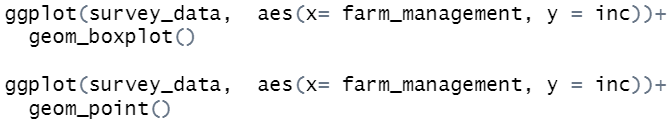 ggplot(survey_data,  aes(x= farm_management, y = inc))+
  geom_boxplot()

ggplot(survey_data,  aes(x= farm_management, y = inc))+
  geom_point()